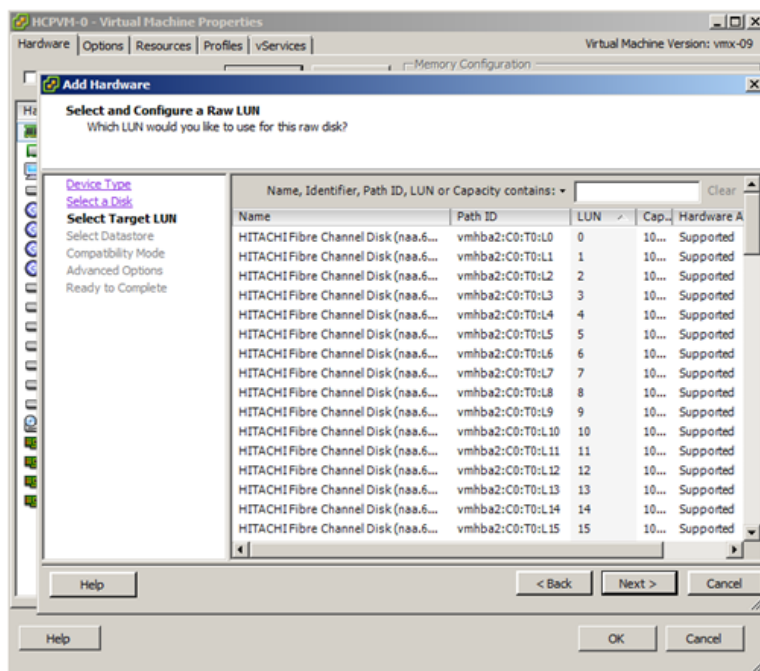 HCPVM-0 - Virtual Machine Properties
Hardware Options Resources Profiles vServices Virtual Machine Version: vmx-09
Memory Configuration
Add Hardware
Select and Configure a Raw LUN
Which LUN would you like to use for this raw disk?
Device Type
Select a Disk
Select Target LUN
Select Datastore
Compatibility Mode
Advanced Options
Ready to Complete
Name, Identifier, Path ID, LUN or Capacity contains: Clear
Name Path ID LUN Cap... Hardware A
HITACHI Fibre Channel Disk (naa.6... vmhba2:C0:T0:L0 0 10... Supported
HITACHI Fibre Channel Disk (naa.6... vmhba2:C0:T0:L1 1 10... Supported
HITACHI Fibre Channel Disk (naa.6... vmhba2:C0:T0:L2 2 10... Supported
HITACHI Fibre Channel Disk (naa.6... vmhba2:C0:T0:L3 3 10... Supported
HITACHI Fibre Channel Disk (naa.6... vmhba2:C0:T0:L4 4 10... Supported
HITACHI Fibre Channel Disk (naa.6... vmhba2:C0:T0:L5 5 10... Supported
HITACHI Fibre Channel Disk (naa.6... vmhba2:C0:T0:L6 6 10... Supported
HITACHI Fibre Channel Disk (naa.6... vmhba2:C0:T0:L7 7 10... Supported
HITACHI Fibre Channel Disk (naa.6... vmhba2:C0:T0:L8 8 10... Supported
HITACHI Fibre Channel Disk (naa.6... vmhba2:C0:T0:L9 9 10... Supported
HITACHI Fibre Channel Disk (naa.6... vmhba2:C0:T0:L10 10 10... Supported
HITACHI Fibre Channel Disk (naa.6... vmhba2:C0:T0:L11 11 10... Supported
HITACHI Fibre Channel Disk (naa.6... vmhba2:C0:T0:L12 12 10... Supported
HITACHI Fibre Channel Disk (naa.6... vmhba2:C0:T0:L13 13 10... Supported
HITACHI Fibre Channel Disk (naa.6... vmhba2:C0:T0:L14 14 10... Supported
HITACHI Fibre Channel Disk (naa.6... vmhba2:C0:T0:L15 15 10... Supported
Help < Back Next > Cancel
Help OK Cancel